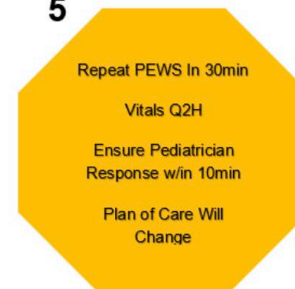 5
Repeat PEWS In 30min
Vitals Q2H
Ensure Pediatrician
Response w/in 10min
Plan of Care Will
Change